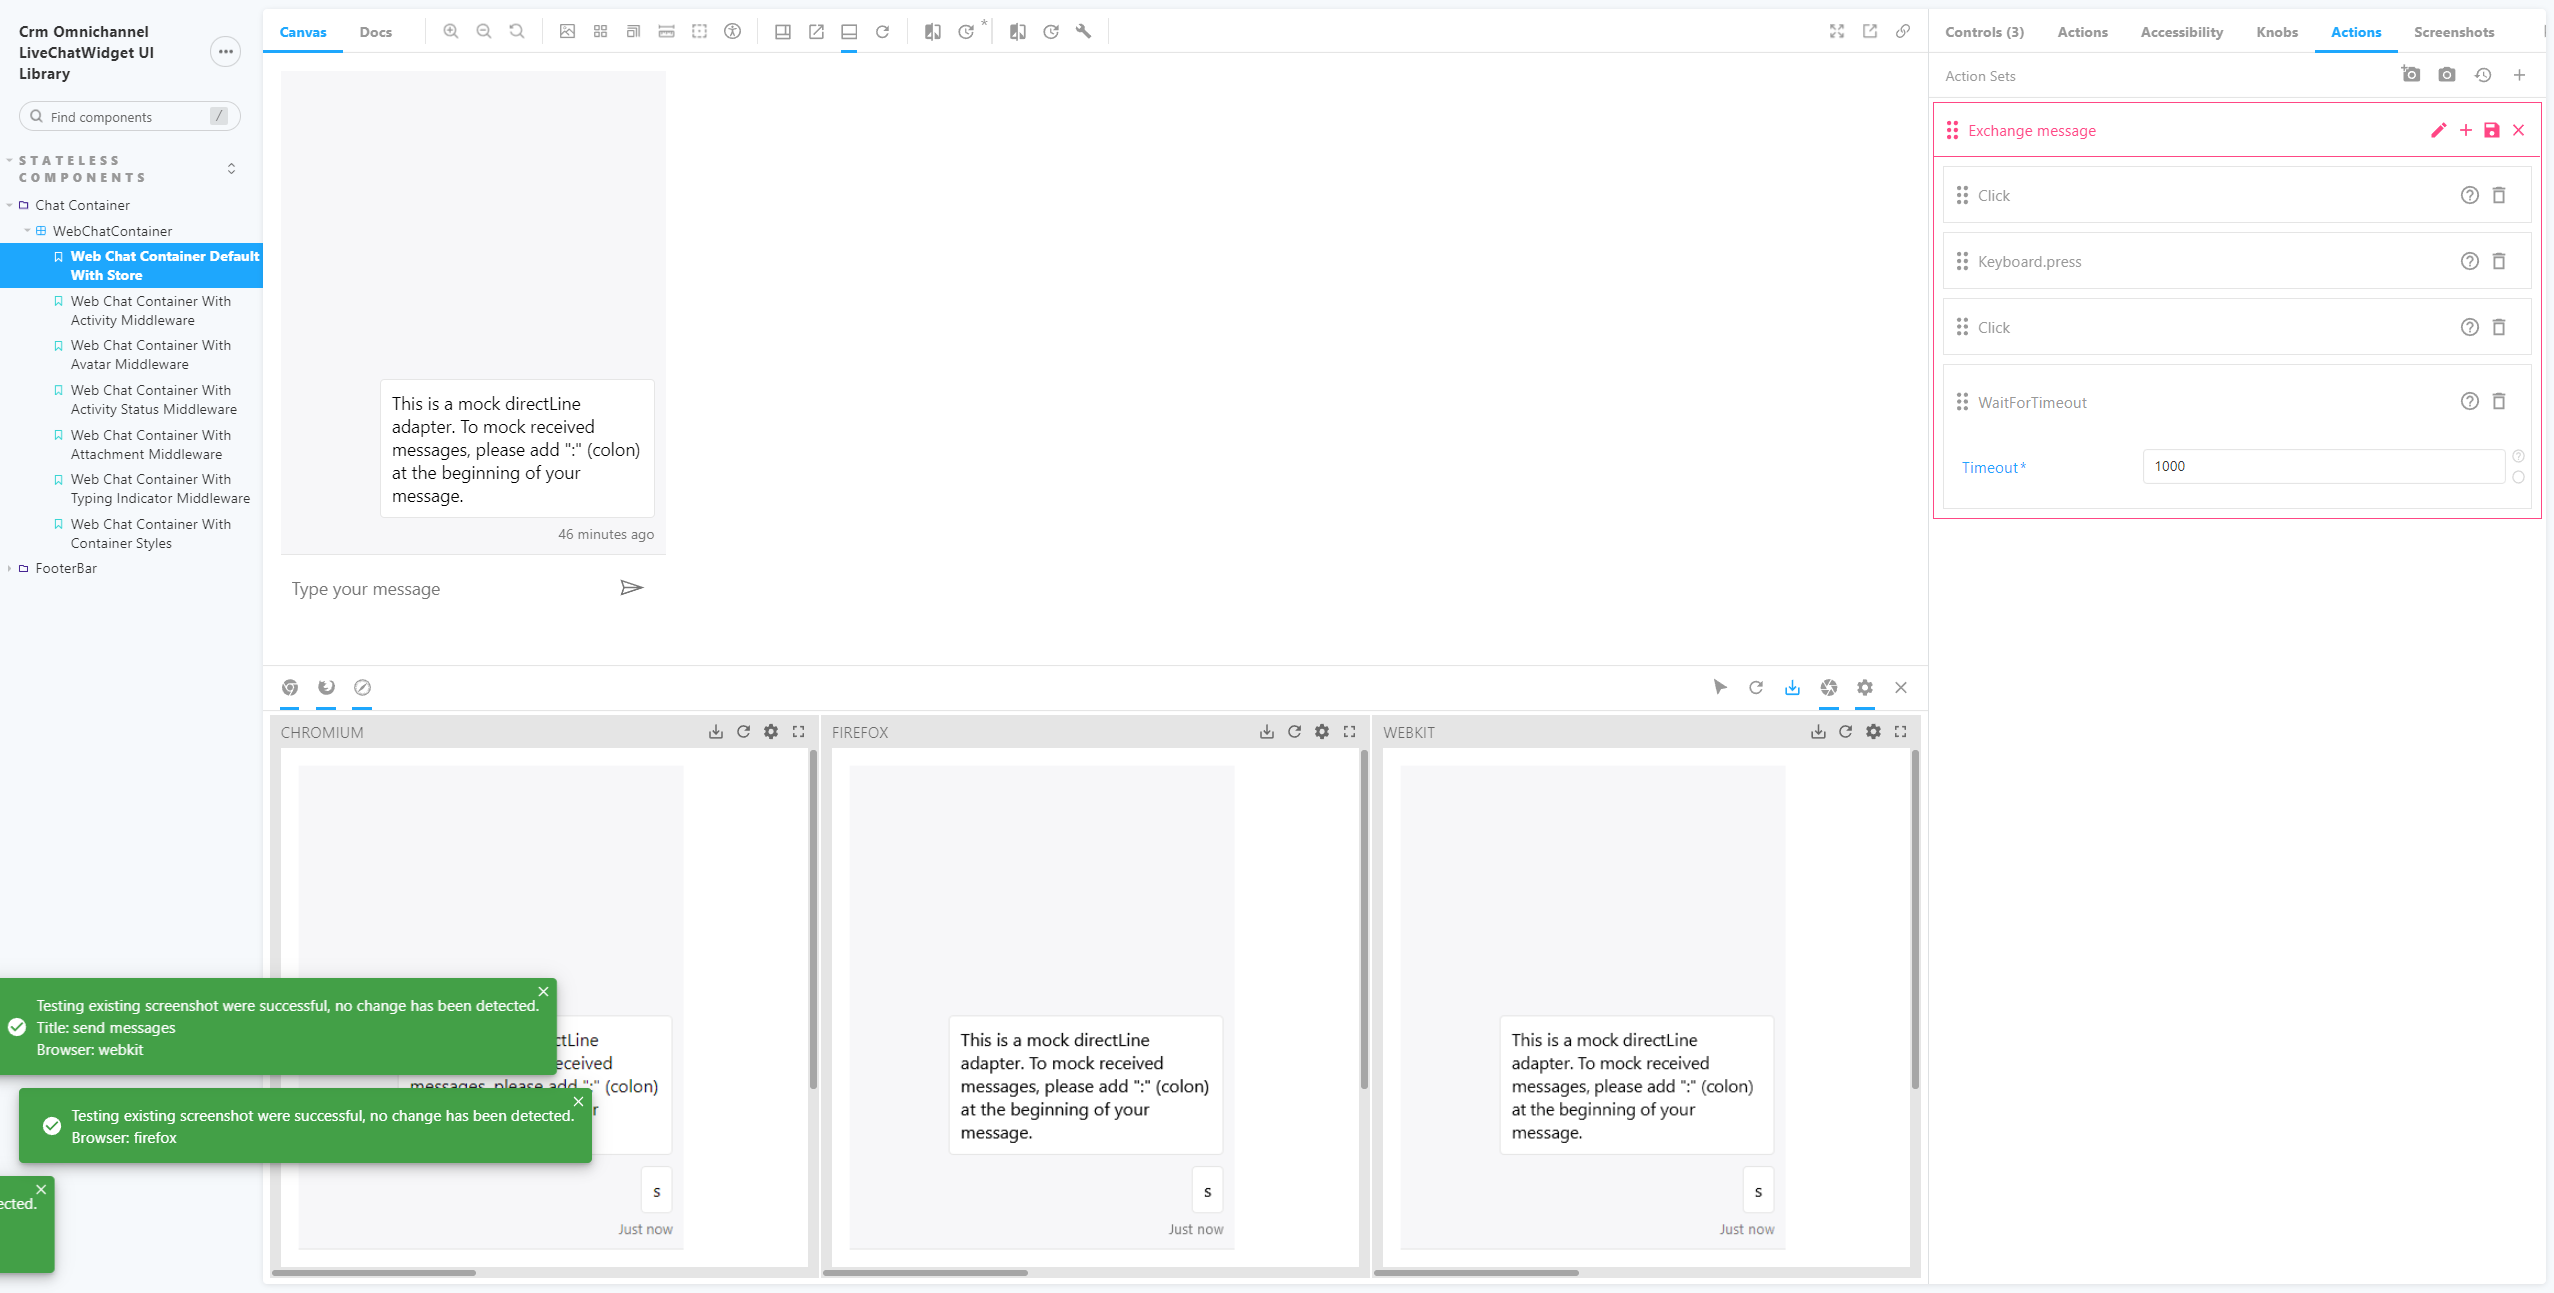 Crm Omnichannel
LiveChatWidget UI
Library
Find components
/
STATELESS
COMPONENTS
Chat Container
WebChatContainer
Web Chat Container Default
With Store
Web Chat Container With
Activity Middleware
Web Chat Container With
Avatar Middleware
Web Chat Container With
Activity Status Middleware
Web Chat Container With
Attachment Middleware
Web Chat Container With
Typing Indicator Middleware
Web Chat Container With
Container Styles
FooterBar
Canvas
Docs
*
This is a mock directLine
adapter. To mock received
messages, please add ":" (colon)
at the beginning of your
message.
46 minutes ago
Type your message
Controls (3)
Actions
Accessibility
Knobs
Actions
Screenshots
Action Sets
Exchange message
Click
Keyboard.press
Click
WaitForTimeout
Timeout*
1000
CHROMIUM
ctLine
eceived
messages, please add ":" (colon)
r
s
Just now
FIREFOX
This is a mock directLine
adapter. To mock received
messages, please add ":" (colon)
at the beginning of your
message.
s
Just now
WEBKIT
This is a mock directLine
adapter. To mock received
messages, please add ":" (colon)
at the beginning of your
message.
s
Just now
Testing existing screenshot were successful, no change has been detected.
Title: send messages
Browser: webkit
Testing existing screenshot were successful, no change has been detected.
Browser: firefox
ected.